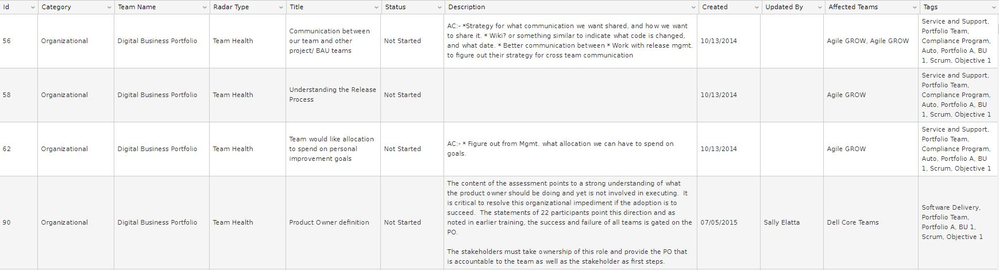 Id Category Team Name Radar Type Title Status Description Created Updated By Affected Teams Tags
56
Organizational
Digital Business Portfolio
Team Health
Communication between
our team and other
project/ BAU teams
Not Started
AC:- *Strategy for what communication we want shared, and how we want
to share it. * Wiki? or something similar to indicate what code is changed,
and what date. * Better communication between * Work with release mgmt.
to figure out their strategy for cross team communication
10/13/2014
Agile GROW, Agile GROW
Service and Support,
Portfolio Team,
Compliance Program,
Auto, Portfolio A, BU
1, Scrum, Objective 1
58
Organizational
Digital Business Portfolio
Team Health
Understanding the Release
Process
Not Started
10/13/2014
Agile GROW
Service and Support,
Portfolio Team,
Compliance Program,
Auto, Portfolio A, BU
1, Scrum, Objective 1
62
Organizational
Digital Business Portfolio
Team Health
Team would like allocation
to spend on personal
improvement goals
Not Started
AC:- * Figure out from Mgmt. what allocation we can have to spend on
goals.
10/13/2014
Agile GROW
Service and Support,
Portfolio Team,
Compliance Program,
Auto, Portfolio A, BU
1, Scrum, Objective 1
90
Organizational
Digital Business Portfolio
Team Health
Product Owner definition
Not Started
The content of the assessment points to a strong understanding of what
the product owner should be doing and yet is not involved in executing.  It
is critical to resolve this organizational impediment if the adoption is to
succeed.  The statements of 22 participants point this direction and as
noted in earlier training, the success and failure of all teams is gated on the
PO.
The stakeholders must take ownership of this role and provide the PO that
is accountable to the team as well as the stakeholder as first steps.
07/05/2015
Sally Elatta
Dell Core Teams
Software Delivery,
Portfolio Team,
Portfolio A, BU 1,
Scrum, Objective 1